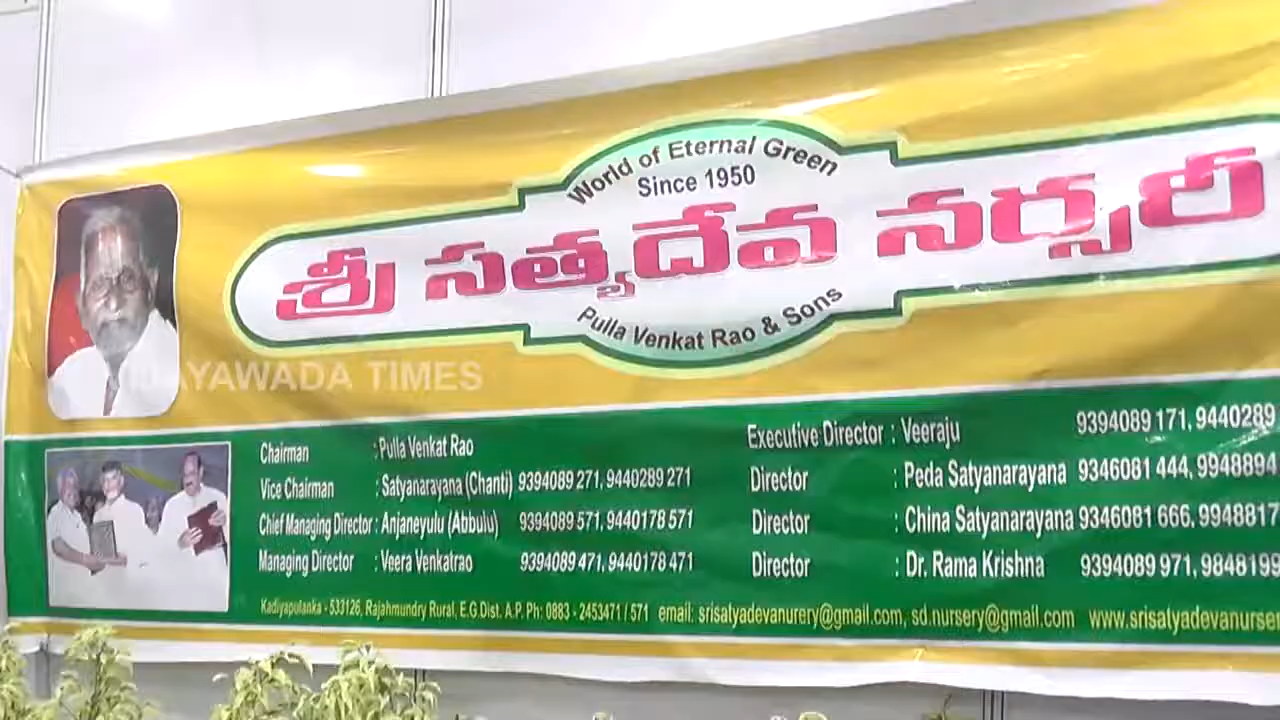 World of Eternal Green
Since 1950
శ్రీ సత్యదేవ నర్సరీ
Pulla Venkat Rao & Sons
YAWADA TIMES
Chairman : Pulla Venkat Rao
Vice Chairman : Satyanarayana (Chanti) 9394089 271, 9440289 271
Chief Managing Director : Anjaneyulu (Abbulu) 9394089 571, 9440178 571
Managing Director : Veera Venkatrao 9394089 471, 9440178 471
Executive Director : Veeraju 9394089 171, 9440289
Director : Peda Satyanarayana 9346081 444, 9948894
Director : China Satyanarayana 9346081 666, 9948817
Director : Dr. Rama Krishna 9394089 971, 9848199
Kadiyapulanka - 533126, Rajahmundry Rural, E.G.Dist. A.P. Ph: 0883 - 2453471 / 571 email: srisatyadevanurery@gmail.com, sd.nursery@gmail.com www.srisatyadevanurser